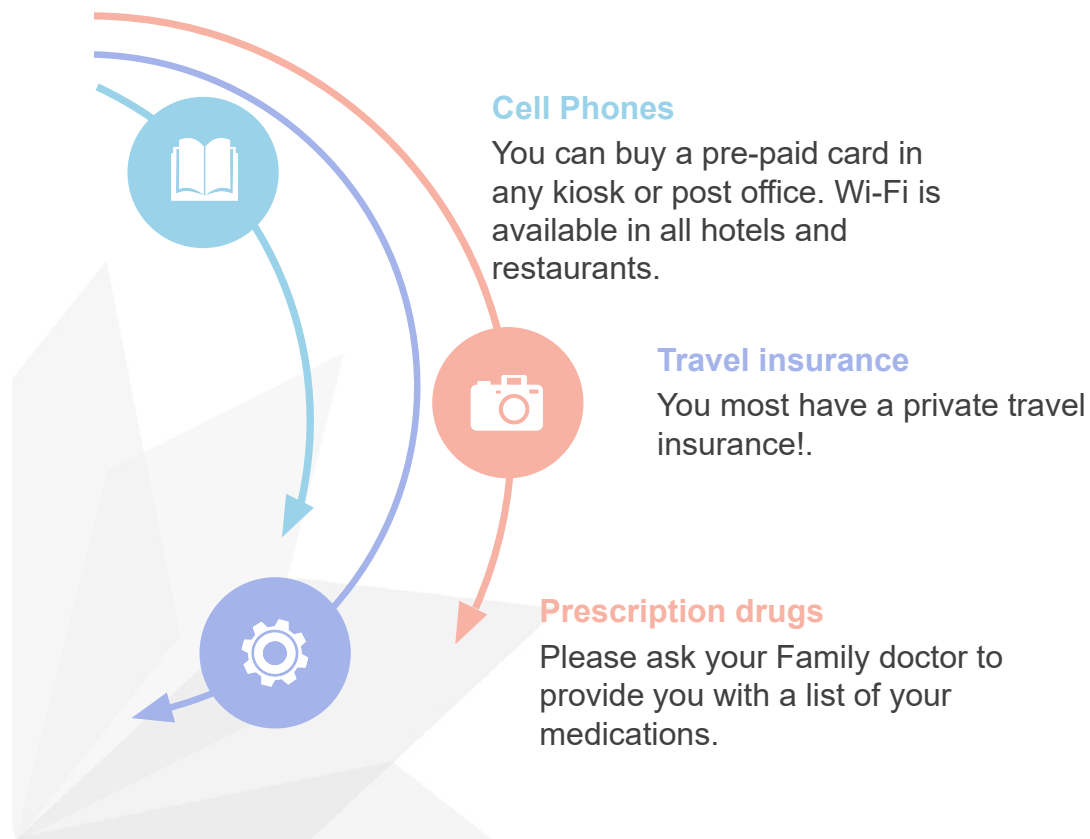 Cell Phones
You can buy a pre-paid card in
any kiosk or post office. Wi-Fi is
available in all hotels and
restaurants.
Travel insurance
You most have a private travel
insurance!.
Prescription drugs
Please ask your Family doctor to
provide you with a list of your
medications.